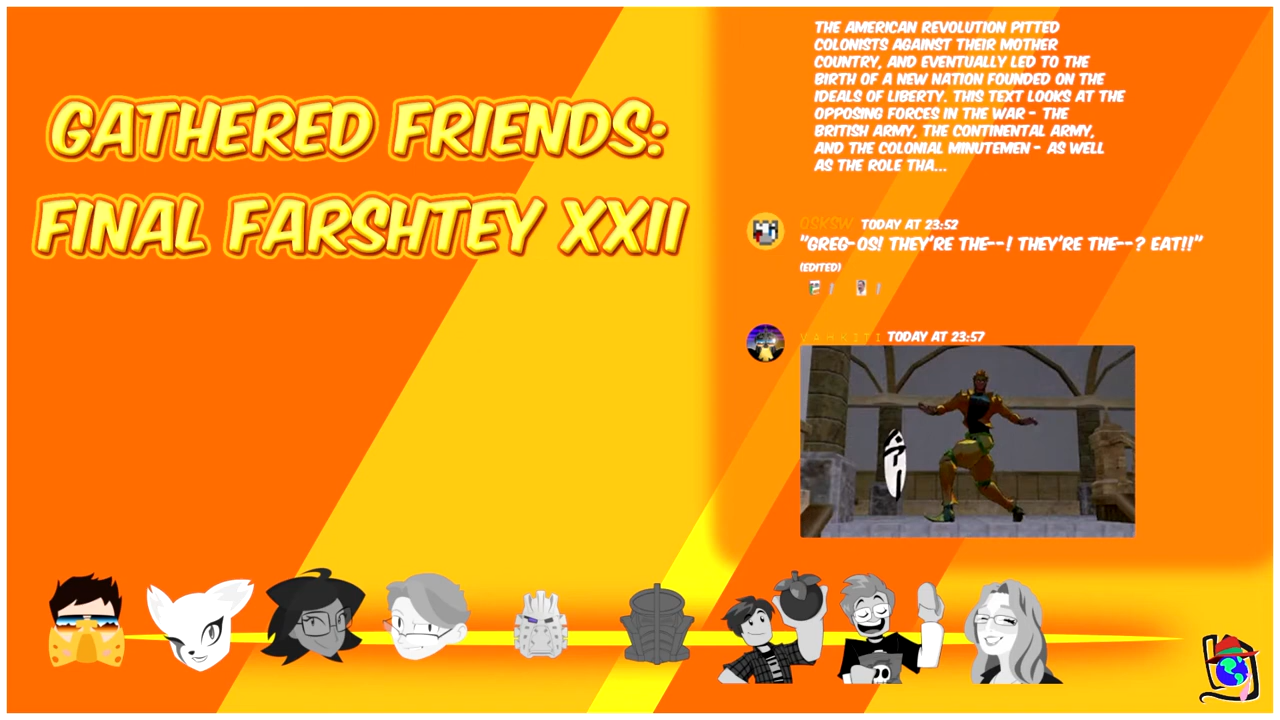 GATHERED FRIENDS:
FINAL FARSHTEY XXII
THE AMERICAN REVOLUTION PITTED
COLONISTS AGAINST THEIR MOTHER
COUNTRY, AND EVENTUALLY LED TO THE
BIRTH OF A NEW NATION FOUNDED ON THE
IDEALS OF LIBERTY. THIS TEXT LOOKS AT THE
OPPOSING FORCES IN THE WAR - THE
BRITISH ARMY, THE CONTINENTAL ARMY,
AND THE COLONIAL MINUTEMEN - AS WELL
AS THE ROLE THA...
OSKSW TODAY AT 23:52
"GREG-OS! THEY'RE THE--! THEY'RE THE--? EAT!!"
(EDITED)
1 1
TODAY AT 23:57